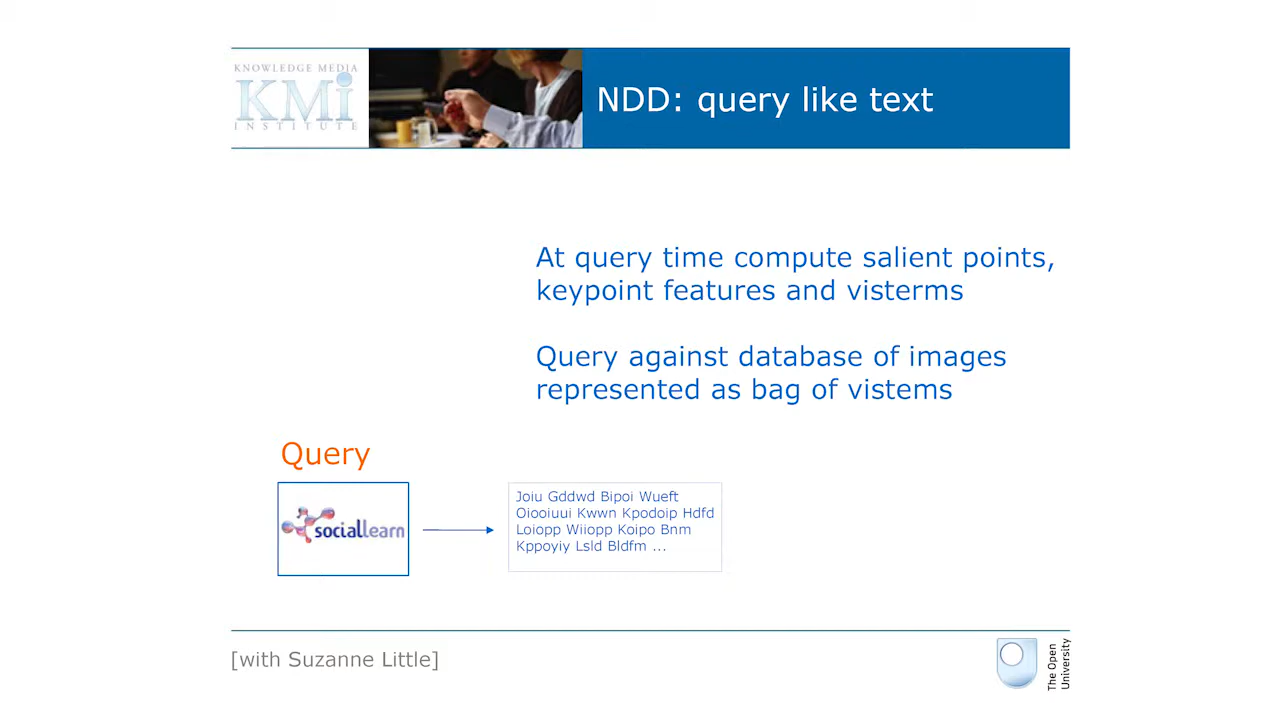 KNOWLEDGE MEDIA
KMi
INSTITUTE
NDD: query like text
At query time compute salient points,
keypoint features and visterms
Query against database of images
represented as bag of vistems
Query
sociallearn
Joiu Gddwd Bipoi Wueft
Oiooiuui Kwwn Kpodoip Hdfd
Loiopp Wiiopp Koipo Bnm
Kppoyiy Lsld Bldfm ...
[with Suzanne Little]
The Open
University